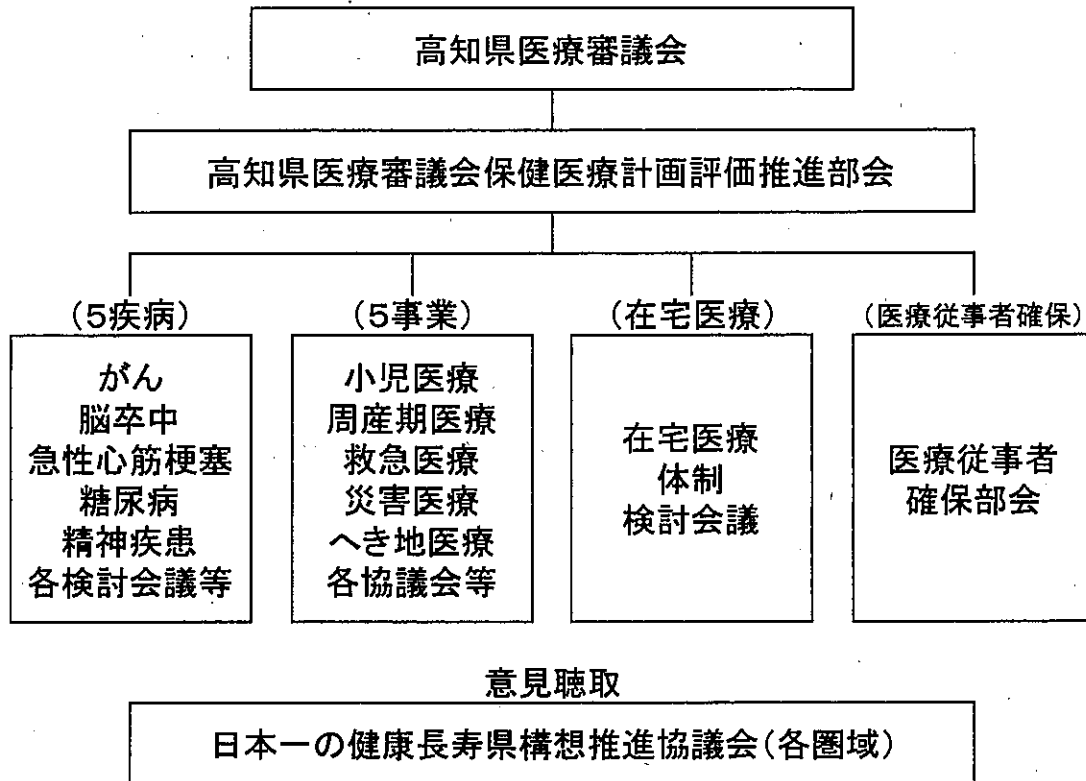 高知県医療審議会
高知県医療審議会保健医療計画評価推進部会
(5疾病)
がん
脳卒中
急性心筋梗塞
糖尿病
精神疾患
各検討会議等
(5事業)
小児医療
周産期医療
救急医療
災害医療
へき地医療
各協議会等
(在宅医療)
在宅医療
体制
検討会議
(医療従事者確保)
医療従事者
確保部会
意見聴取
日本一の健康長寿県構想推進協議会(各圏域)